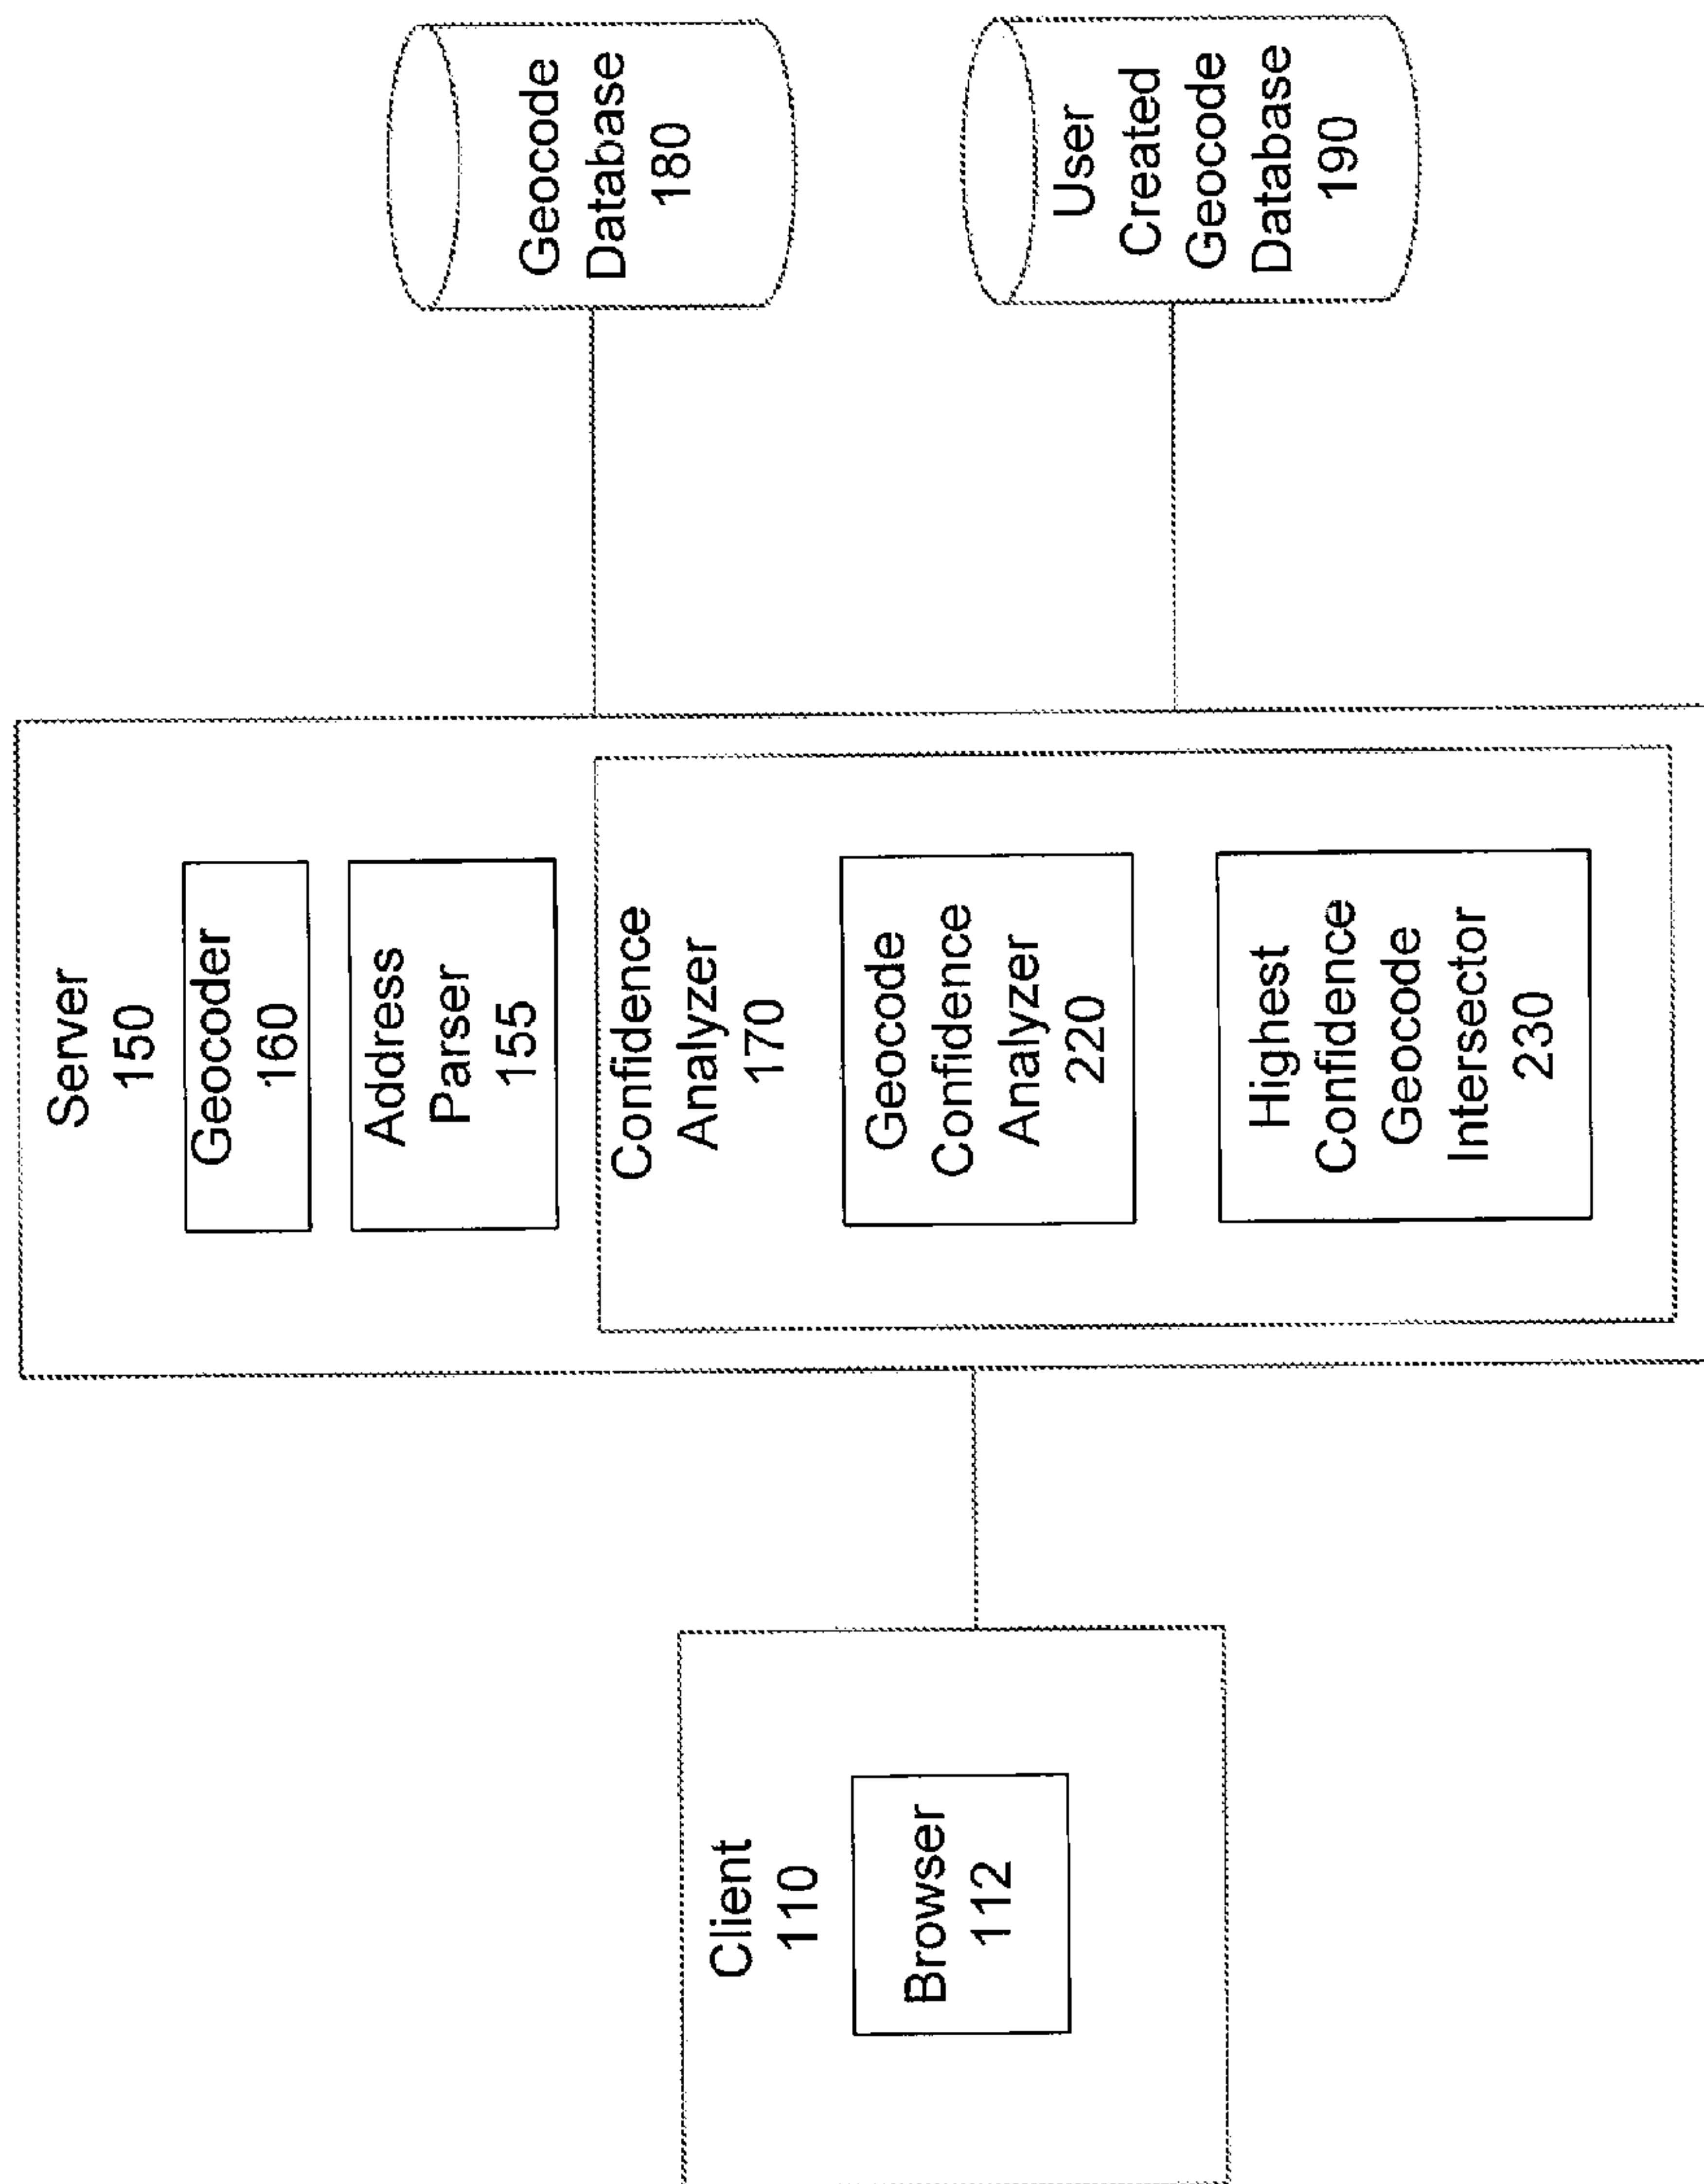 Client
110
Browser
112
Server
150
Geocoder
160
Address
Parser
155
Confidence
Analyzer
170
Geocode
Confidence
Analyzer
220
Highest
Confidence
Geocode
Intersector
230
Geocode
Database
180
User
Created
Geocode
Database
190